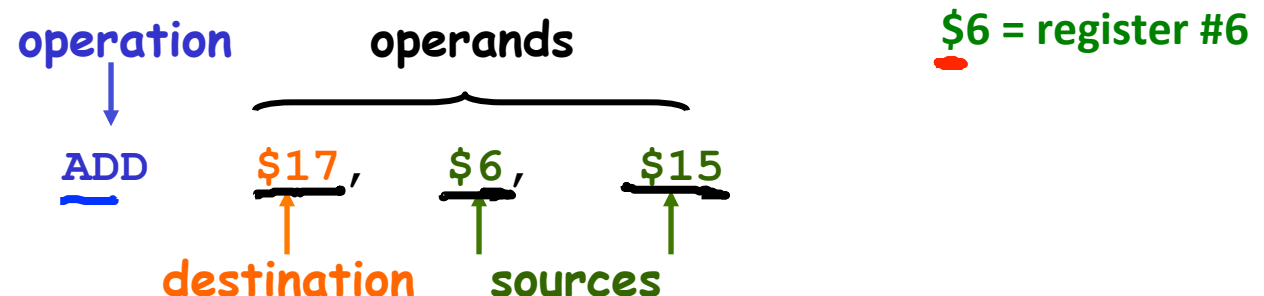 operation operands $6 = register #6
ADD $17, $6, $15
destination sources